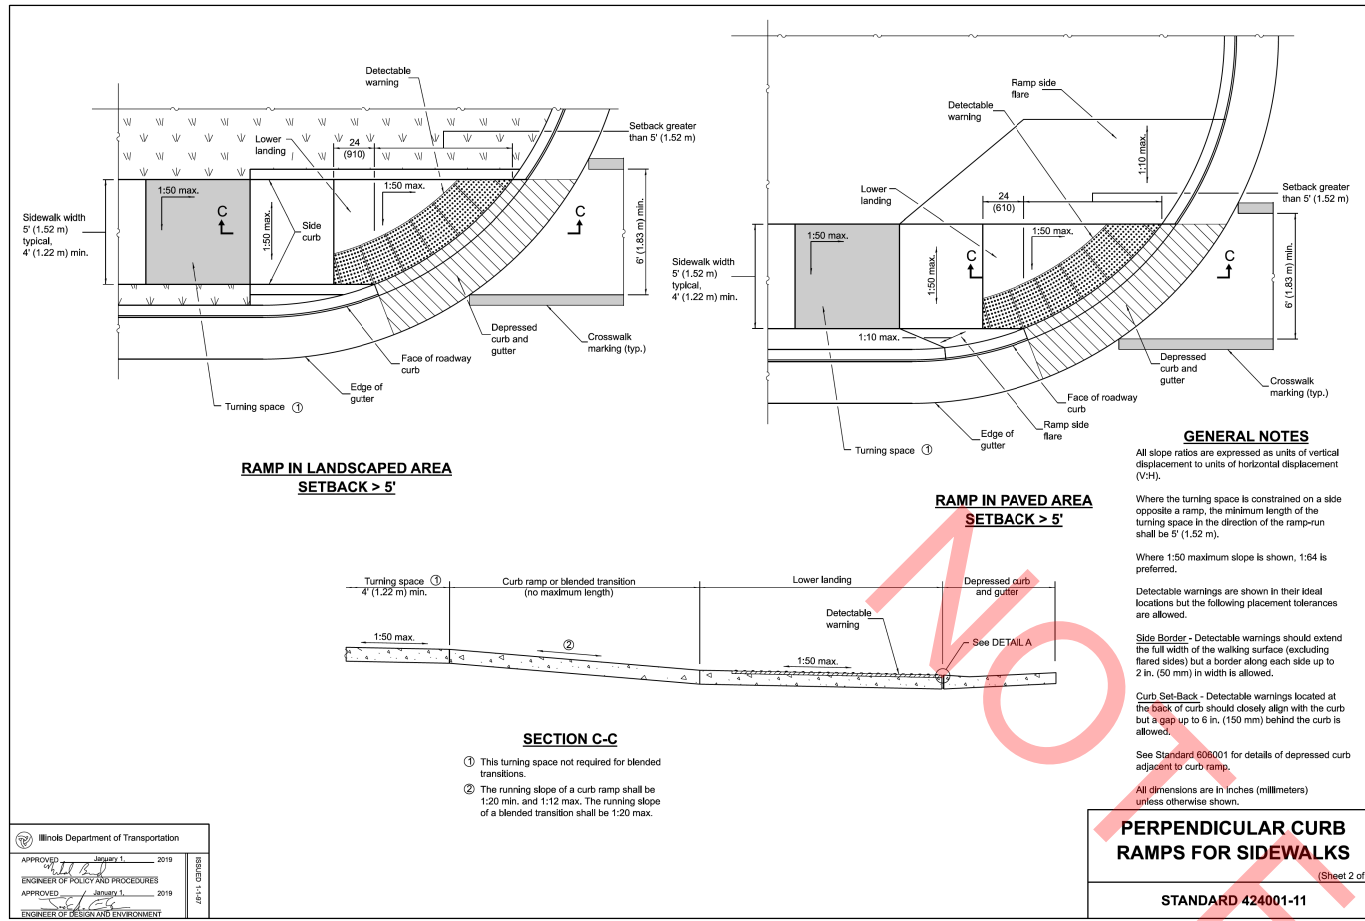 Detectable
warning
Lower
landing
24
(910)
Setback greater
than 5' (1.52 m)
1:50 max.
1:50 max.
1:50 max.
C
C
Side
curb
Sidewalk width
5' (1.52 m)
typical,
4' (1.22 m) min.
6' (1.83 m) min.
Depressed
curb and
gutter
Crosswalk
marking (typ.)
Face of roadway
curb
Edge of
gutter
Turning space ①
RAMP IN LANDSCAPED AREA
SETBACK > 5'
Ramp side
flare
Detectable
warning
1:10 max.
Lower
landing
24
(610)
Setback greater
than 5' (1.52 m)
1:50 max.
1:50 max.
1:50 max.
C
C
Sidewalk width
5' (1.52 m)
typical,
4' (1.22 m) min.
6' (1.83 m) min.
1:10 max.
Depressed
curb and
gutter
Crosswalk
marking (typ.)
Face of roadway
curb
Ramp side
flare
Edge of
gutter
Turning space ①
RAMP IN PAVED AREA
SETBACK > 5'
Turning space ①
4' (1.22 m) min.
Curb ramp or blended transition
(no maximum length)
Lower landing
Depressed curb
and gutter
Detectable
warning
See DETAIL A
1:50 max.
②
1:50 max.
SECTION C-C
① This turning space not required for blended
transitions.
② The running slope of a curb ramp shall be
1:20 min. and 1:12 max. The running slope
of a blended transition shall be 1:20 max.
GENERAL NOTES
All slope ratios are expressed as units of vertical
displacement to units of horizontal displacement
(V:H).
Where the turning space is constrained on a side
opposite a ramp, the minimum length of the
turning space in the direction of the ramp-run
shall be 5' (1.52 m).
Where 1:50 maximum slope is shown, 1:64 is
preferred.
Detectable warnings are shown in their ideal
locations but the following placement tolerances
are allowed.
Side Border - Detectable warnings should extend
the full width of the walking surface (excluding
flared sides) but a border along each side up to
2 in. (50 mm) in width is allowed.
Curb Set-Back - Detectable warnings located at
the back of curb should closely align with the curb
but a gap up to 6 in. (150 mm) behind the curb is
allowed.
See Standard 606001 for details of depressed curb
adjacent to curb ramp.
All dimensions are in inches (millimeters)
unless otherwise shown.
Illinois Department of Transportation
APPROVED January 1, 2019
ENGINEER OF POLICY AND PROCEDURES
APPROVED January 1, 2019
ENGINEER OF DESIGN AND ENVIRONMENT
ISSUED 1-1-97
PERPENDICULAR CURB
RAMPS FOR SIDEWALKS
(Sheet 2 of
STANDARD 424001-11
NOT F